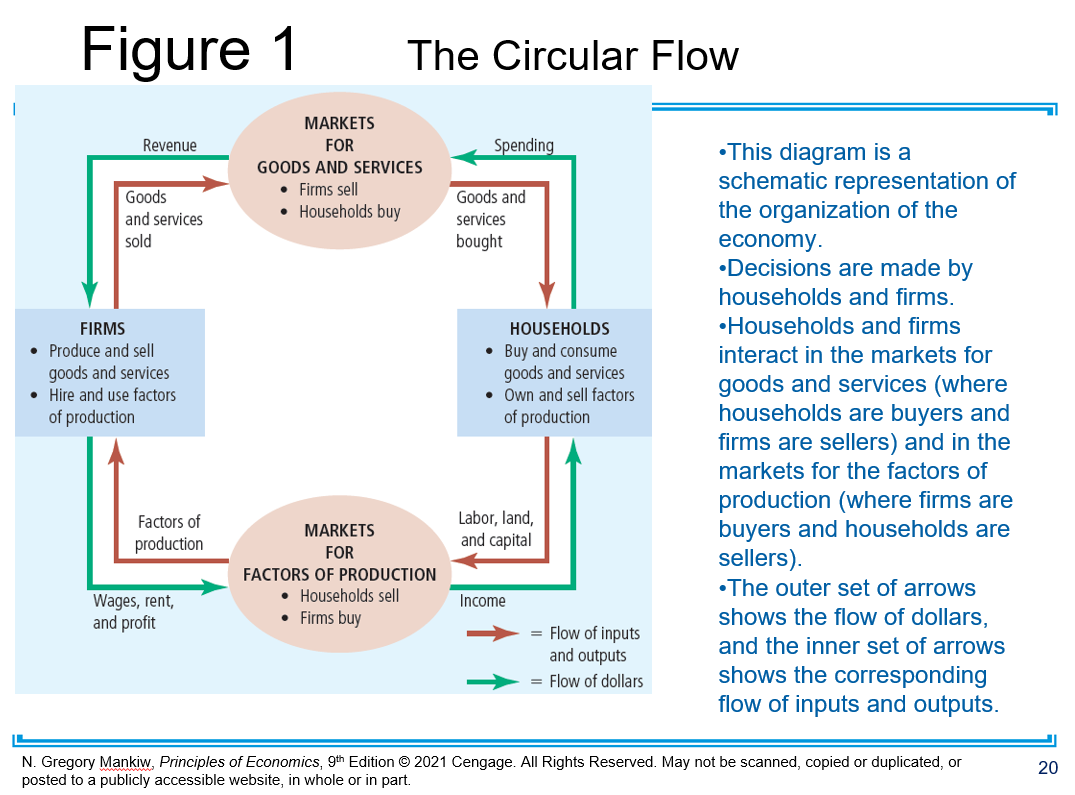 Figure 1
The Circular Flow
MARKETS
FOR
GOODS AND SERVICES
• Firms sell
• Households buy
Revenue
Spending
Goods
and services
sold
Goods and
services
bought
FIRMS
• Produce and sell
goods and services
• Hire and use factors
of production
HOUSEHOLDS
• Buy and consume
goods and services
• Own and sell factors
of production
Factors of
production
Labor, land,
and capital
MARKETS
FOR
FACTORS OF PRODUCTION
• Households sell
• Firms buy
Wages, rent,
and profit
Income
= Flow of inputs
and outputs
= Flow of dollars
•This diagram is a
schematic representation of
the organization of the
economy.
•Decisions are made by
households and firms.
•Households and firms
interact in the markets for
goods and services (where
households are buyers and
firms are sellers) and in the
markets for the factors of
production (where firms are
buyers and households are
sellers).
•The outer set of arrows
shows the flow of dollars,
and the inner set of arrows
shows the corresponding
flow of inputs and outputs.
N. Gregory Mankiw, Principles of Economics, 9th Edition © 2021 Cengage. All Rights Reserved. May not be scanned, copied or duplicated, or
posted to a publicly accessible website, in whole or in part.
20